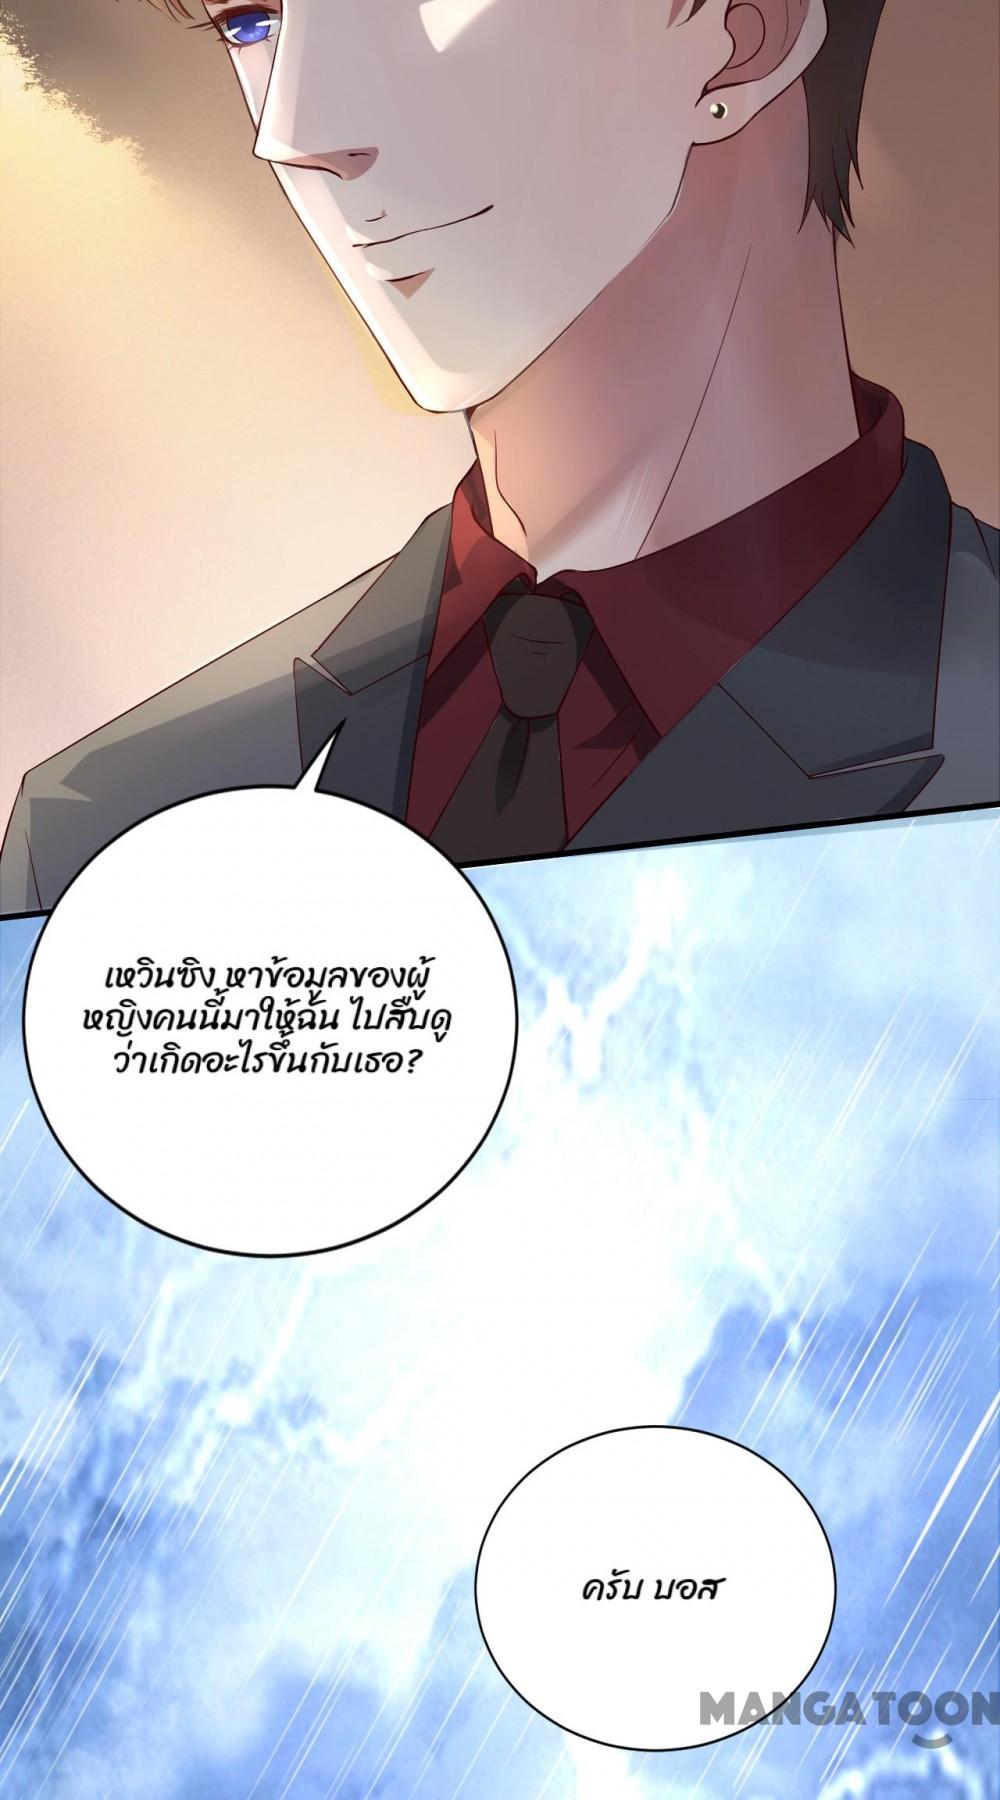 เหวินซิง หาข้อมูลของผู้
หญิงคนนี้มาให้ฉัน ไปสืบดู
ว่าเกิดอะไรขึ้นกับเธอ?
ครับ บอส
MANGATOON